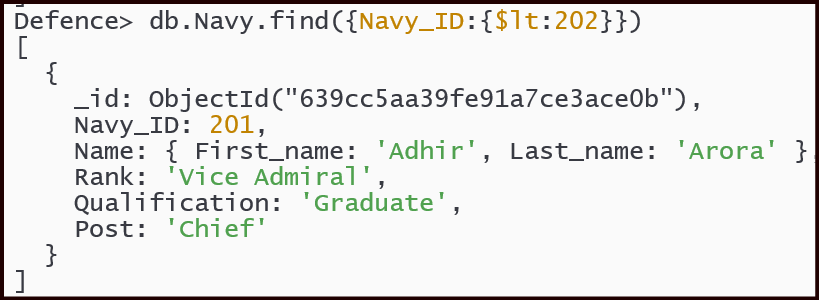 ]
Defence> db.Navy.find({Navy_ID:{$lt:202}})
[
  {
    _id: ObjectId("639cc5aa39fe91a7ce3ace0b"),
    Navy_ID: 201,
    Name: { First_name: 'Adhir', Last_name: 'Arora' },
    Rank: 'Vice Admiral',
    Qualification: 'Graduate',
    Post: 'Chief'
  }
]